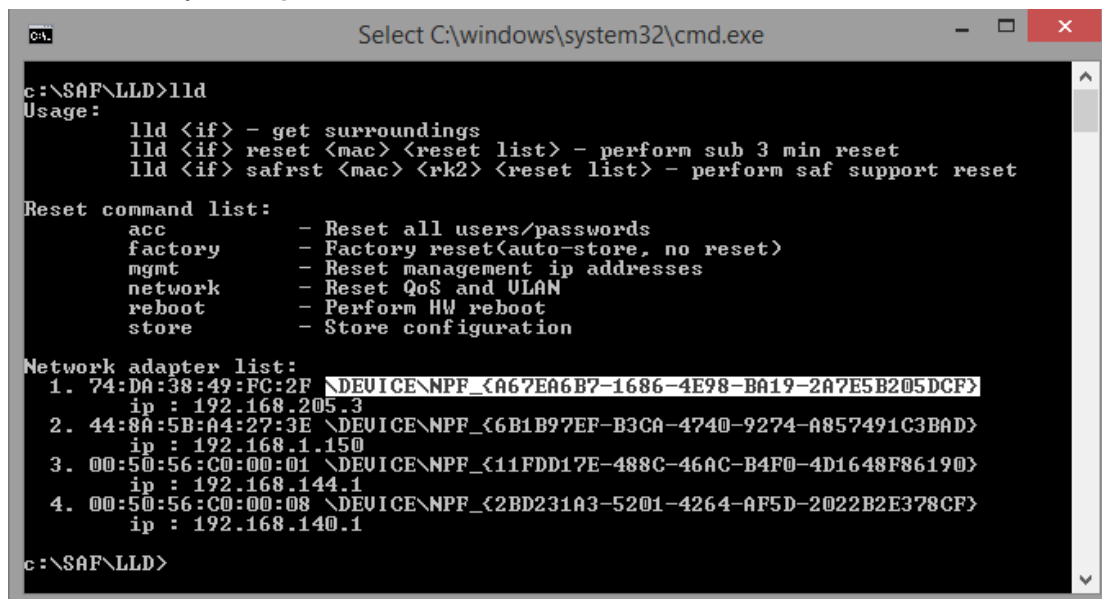 Select C:\windows\system32\cmd.exe
c:\SAF\LLD>lld
Usage:
lld <if> - get surroundings
lld <if> reset <mac> <reset list> - perform sub 3 min reset
lld <if> safrst <mac> <rk2> <reset list> - perform saf support reset
Reset command list:
acc - Reset all users/passwords
factory - Factory reset(auto-store, no reset)
mgmt - Reset management ip addresses
network - Reset QoS and VLAN
reboot - Perform HW reboot
store - Store configuration
Network adapter list:
1. 74:DA:38:49:FC:2F \DEVICE\NPF_{A67EA6B7-1686-4E98-BA19-2A7E5B205DCF}
ip : 192.168.205.3
2. 44:8A:5B:A4:27:3E \DEVICE\NPF_{6B1B97EF-B3CA-4740-9274-A857491C3BAD}
ip : 192.168.1.150
3. 00:50:56:C0:00:01 \DEVICE\NPF_{11FDD17E-488C-46AC-B4F0-4D1648F86190}
ip : 192.168.144.1
4. 00:50:56:C0:00:08 \DEVICE\NPF_{2BD231A3-5201-4264-AF5D-2022B2E378CF}
ip : 192.168.140.1
c:\SAF\LLD>